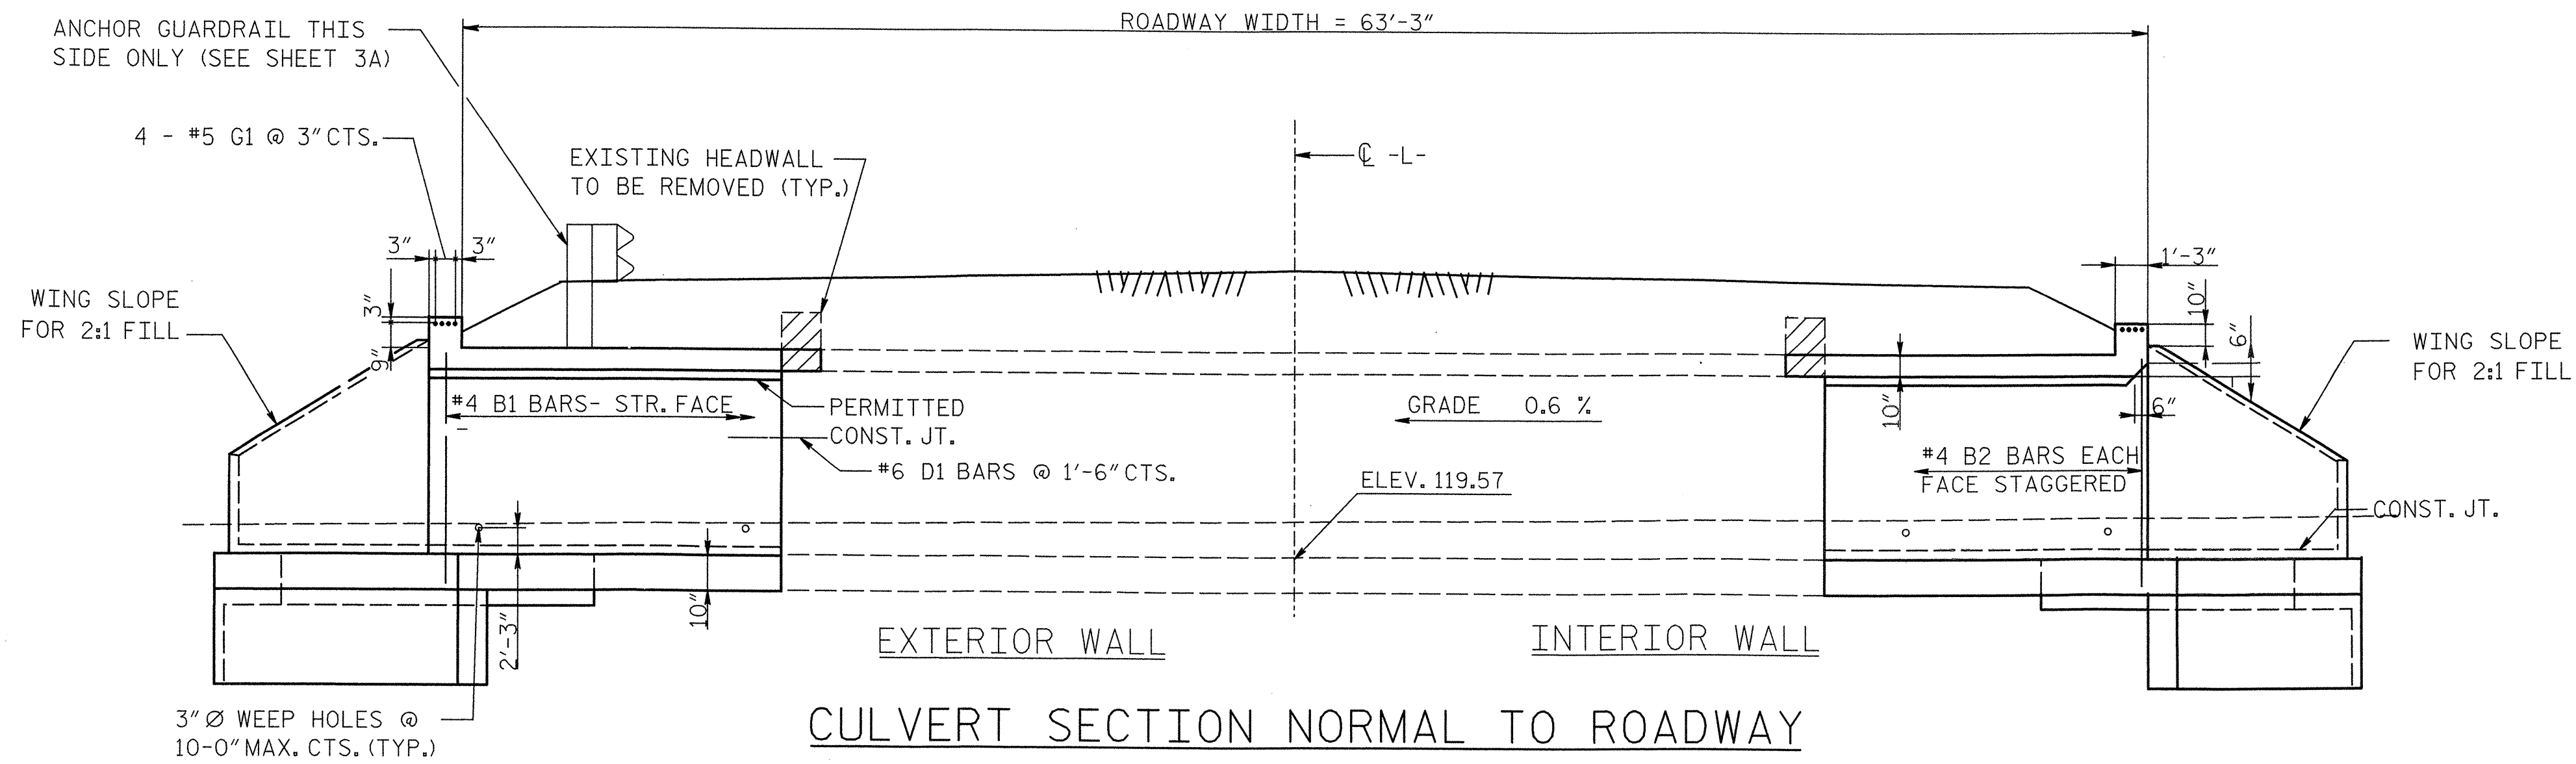 ROADWAY WIDTH = 63'-3"
ANCHOR GUARDRAIL THIS
SIDE ONLY (SEE SHEET 3A)
4 - #5 G1 @ 3" CTS.
EXISTING HEADWALL
TO BE REMOVED (TYP.)
℄ -L-
3"
3"
3"
9"
WING SLOPE
FOR 2:1 FILL
1'-3"
10"
6"
WING SLOPE
FOR 2:1 FILL
#4 B1 BARS- STR. FACE
PERMITTED
CONST. JT.
#6 D1 BARS @ 1'-6" CTS.
GRADE 0.6 %
10"
6"
1
#4 B2 BARS EACH
FACE STAGGERED
ELEV. 119.57
CONST. JT.
10"
2'-3"
EXTERIOR WALL
INTERIOR WALL
3" Ø WEEP HOLES @
10-0" MAX. CTS. (TYP.)
CULVERT SECTION NORMAL TO ROADWAY